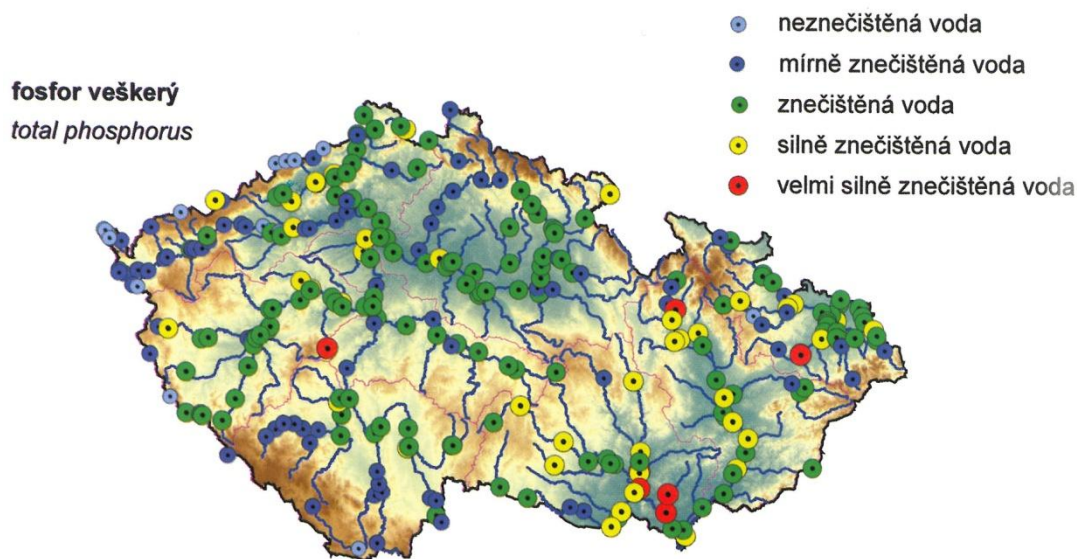 neznečištěná voda
mírně znečištěná voda
znečištěná voda
silně znečištěná voda
velmi silně znečištěná voda
fosfor veškerý
total phosphorus